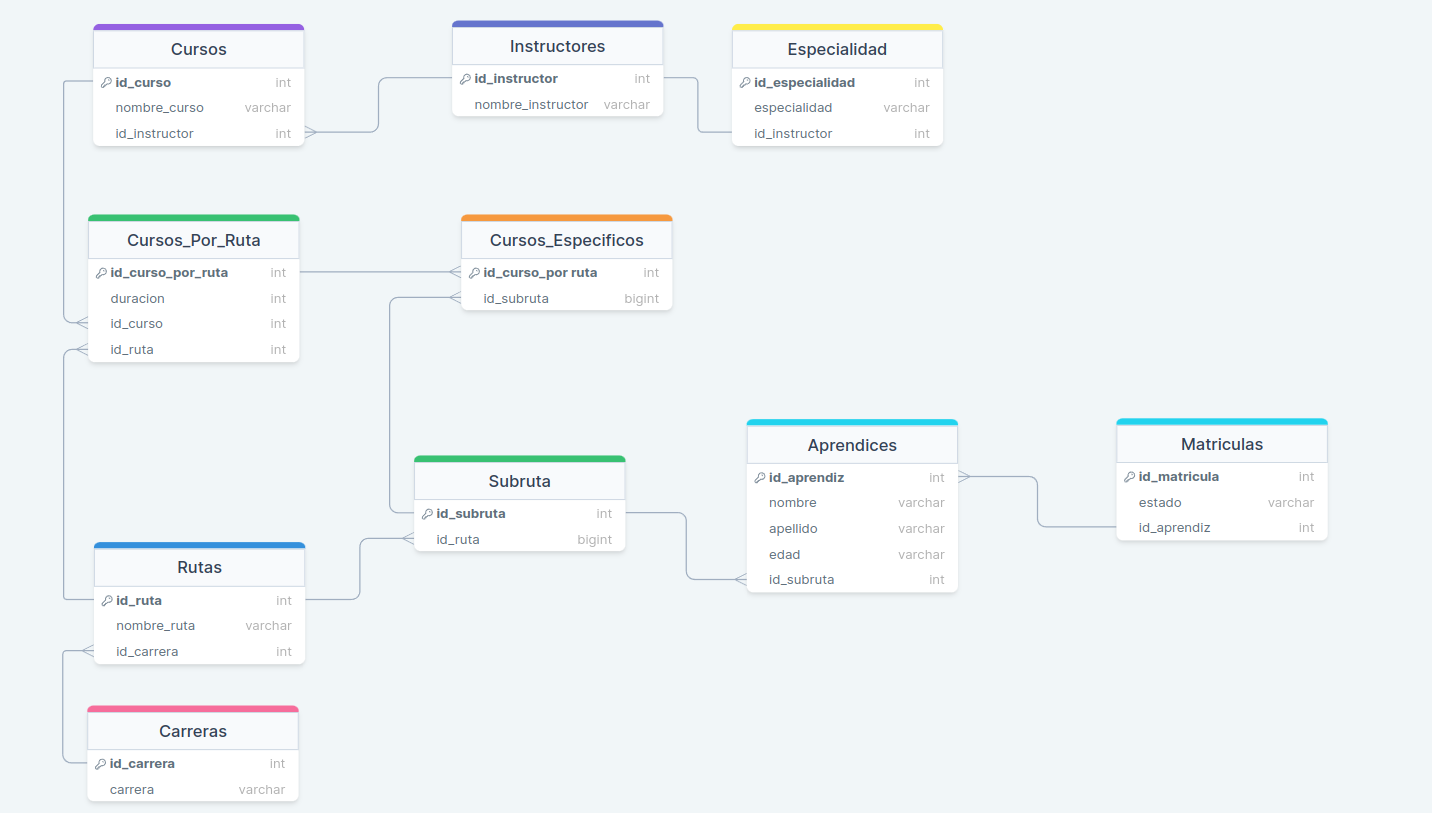 Cursos
id_curso int
nombre_curso varchar
id_instructor int
Instructores
id_instructor int
nombre_instructor varchar
Especialidad
id_especialidad int
especialidad varchar
id_instructor int
Cursos_Por_Ruta
id_curso_por_ruta int
duracion int
id_curso int
id_ruta int
Cursos_Especificos
id_curso_por ruta int
id_subruta bigint
Subruta
id_subruta int
id_ruta bigint
Aprendices
id_aprendiz int
nombre varchar
apellido varchar
edad varchar
id_subruta int
Matriculas
id_matricula int
estado varchar
id_aprendiz int
Rutas
id_ruta int
nombre_ruta varchar
id_carrera int
Carreras
id_carrera int
carrera varchar